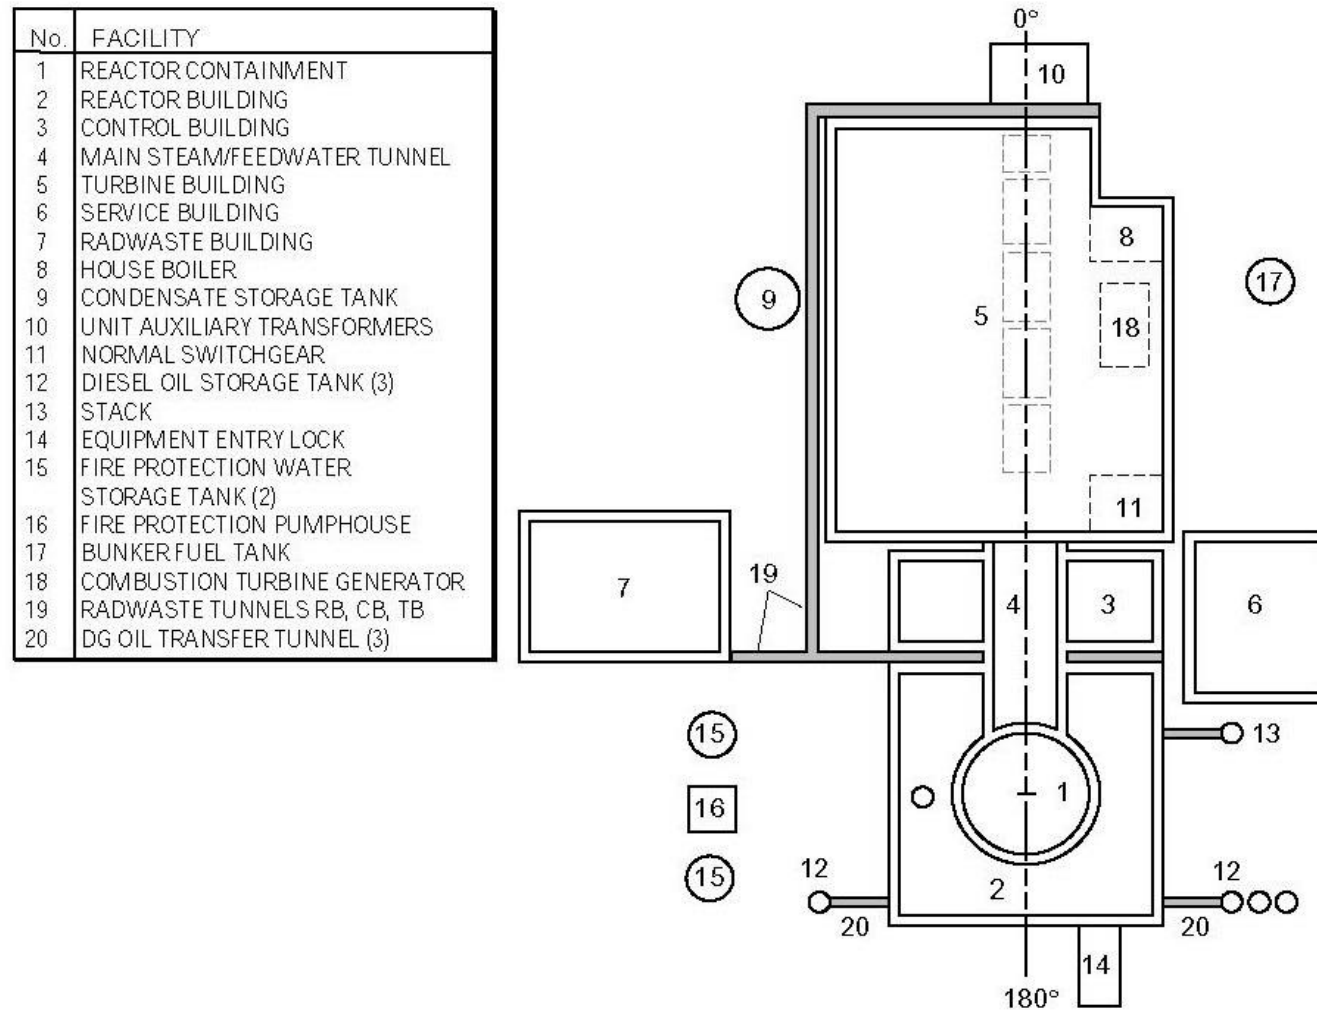 No. FACILITY
1 REACTOR CONTAINMENT
2 REACTOR BUILDING
3 CONTROL BUILDING
4 MAIN STEAM/FEEDWATER TUNNEL
5 TURBINE BUILDING
6 SERVICE BUILDING
7 RADWASTE BUILDING
8 HOUSE BOILER
9 CONDENSATE STORAGE TANK
10 UNIT AUXILIARY TRANSFORMERS
11 NORMAL SWITCHGEAR
12 DIESEL OIL STORAGE TANK (3)
13 STACK
14 EQUIPMENT ENTRY LOCK
15 FIRE PROTECTION WATER
STORAGE TANK (2)
16 FIRE PROTECTION PUMPHOUSE
17 BUNKER FUEL TANK
18 COMBUSTION TURBINE GENERATOR
19 RADWASTE TUNNELS RB, CB, TB
20 DG OIL TRANSFER TUNNEL (3)
0°
10
8
17
9
5
18
11
19
7
4
3
6
15
13
1
16
15
12
2
12
20
20
14
180°